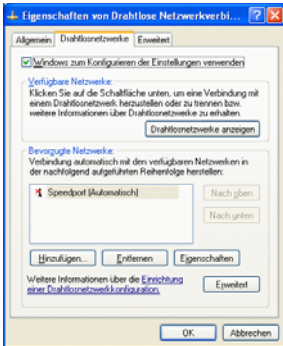 Eigenschaften von Drahtlose Netzwerkverbi...
Allgemein Drahtlosnetzwerke Erweitert
Windows zum Konfigurieren der Einstellungen verwenden
Verfügbare Netzwerke:
Klicken Sie auf die Schaltfläche unten, um eine Verbindung mit
einem Drahtlosnetzwerk herzustellen oder zu trennen bzw.
weitere Informationen über Drahtlosnetzwerke zu erhalten.
Drahtlosnetzwerke anzeigen
Bevorzugte Netzwerke:
Verbindung automatisch mit den verfügbaren Netzwerken in
der nachfolgend aufgeführten Reihenfolge herstellen:
Speedport (Automatisch)
Nach oben
Nach unten
Hinzufügen... Entfernen Eigenschaften
Weitere Informationen über die Einrichtung
einer Drahtlosnetzwerkkonfiguration.
Erweitert
OK Abbrechen